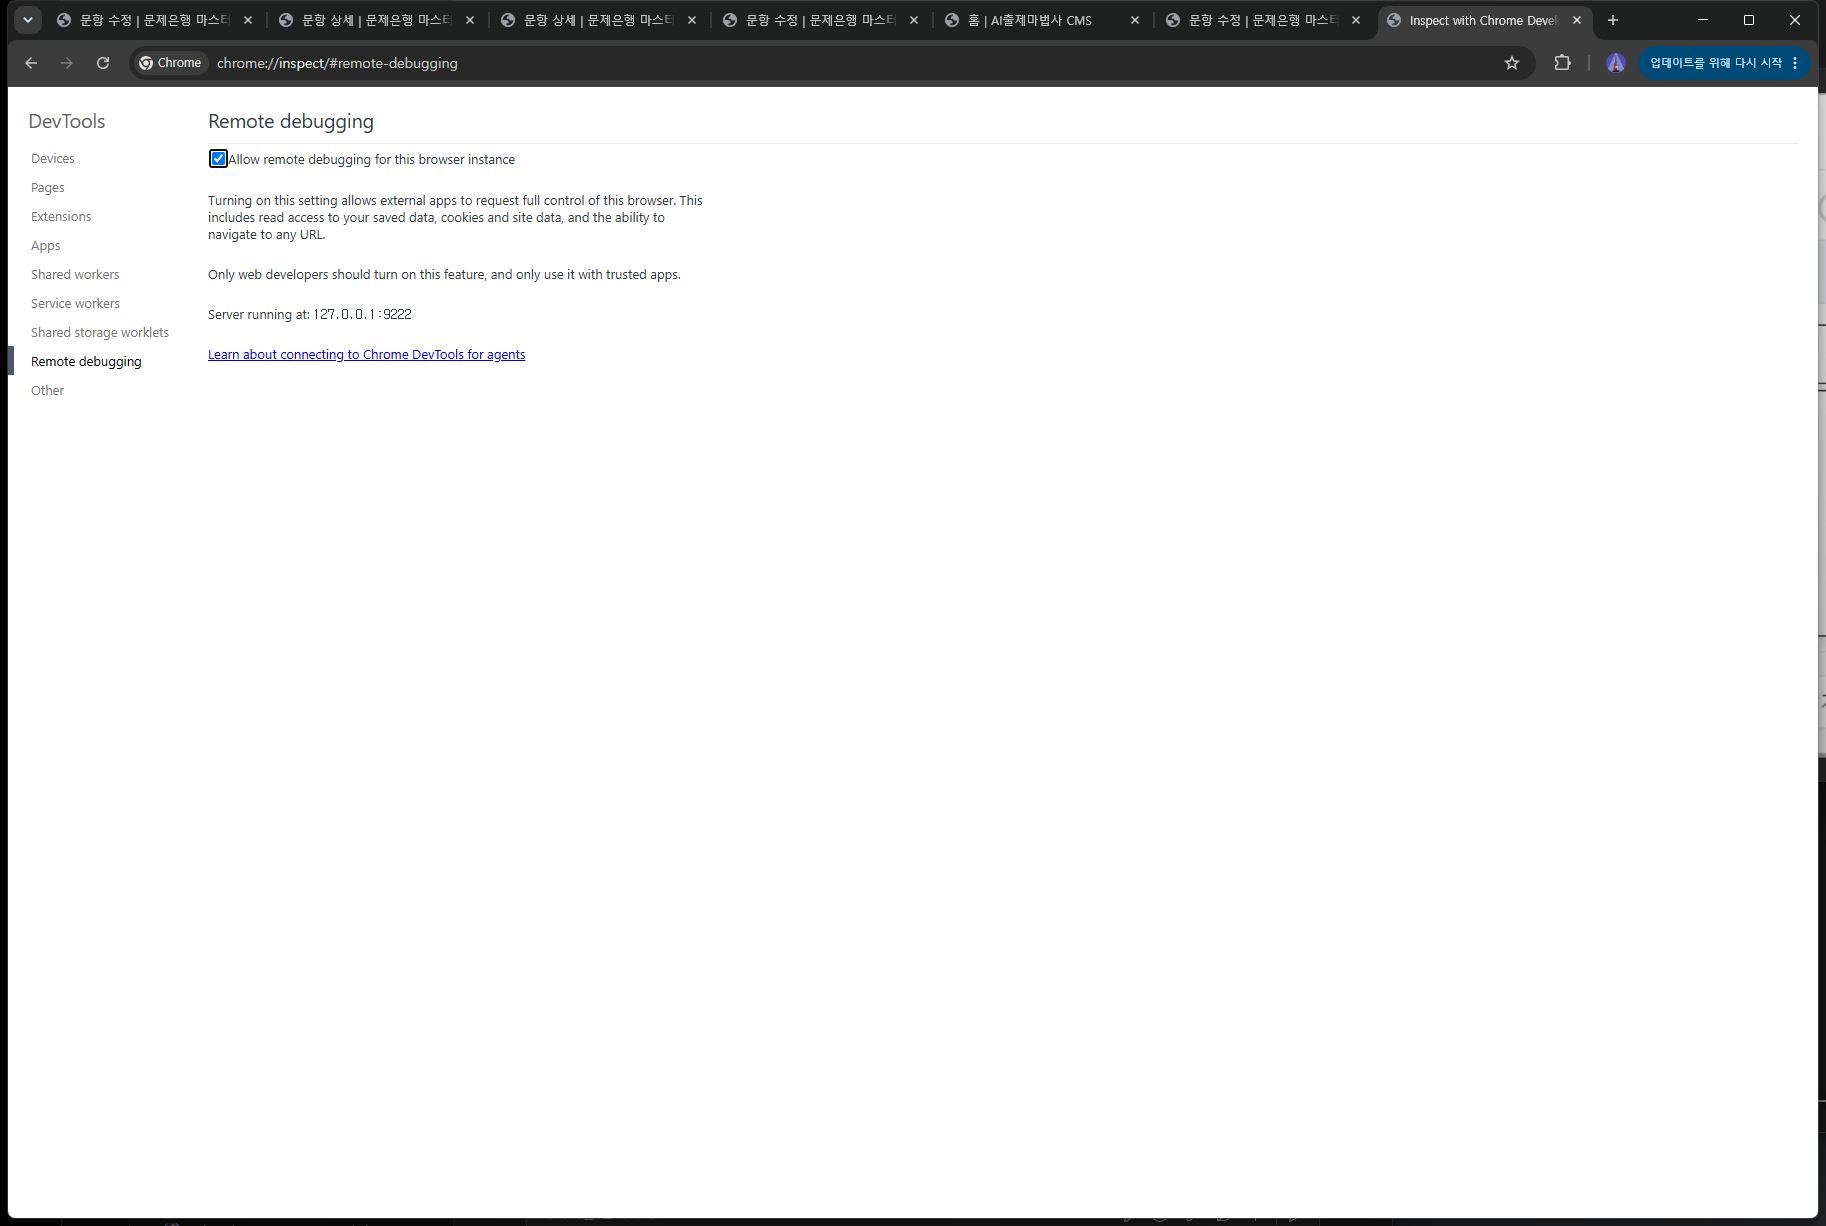 문항 수정 | 문제은행 마스터
문항 상세 | 문제은행 마스터
문항 상세 | 문제은행 마스터
문항 수정 | 문제은행 마스터
홈 | AI출제마법사 CMS
문항 수정 | 문제은행 마스터
Inspect with Chrome Devel
Chrome
chrome://inspect/#remote-debugging
업데이트를 위해 다시 시작
DevTools
Devices
Pages
Extensions
Apps
Shared workers
Service workers
Shared storage worklets
Remote debugging
Other
Remote debugging
Allow remote debugging for this browser instance
Turning on this setting allows external apps to request full control of this browser. This
includes read access to your saved data, cookies and site data, and the ability to
navigate to any URL.
Only web developers should turn on this feature, and only use it with trusted apps.
Server running at: 127.0.0.1:9222
Learn about connecting to Chrome DevTools for agents